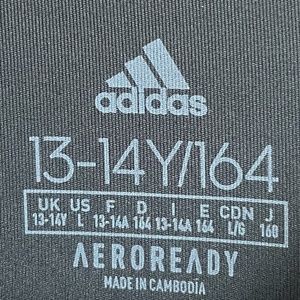 adidas
13-14Y/164
UK US F D I E CDN J
13-14Y L 13-14A 164 13-14A 164 L/G 160
AEROREADY
MADE IN CAMBODIA